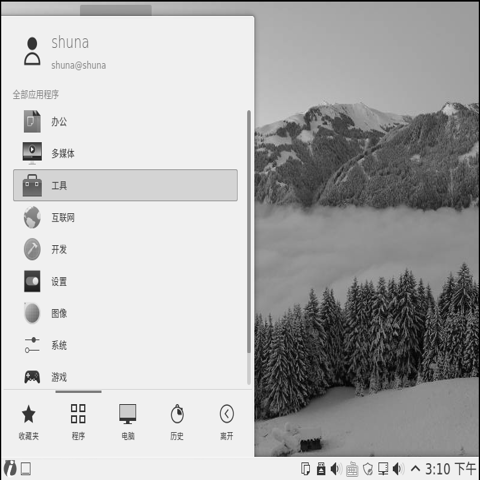 shuna
shuna@shuna
全部应用程序
办公
多媒体
工具
互联网
开发
设置
图像
系统
游戏
收藏夹 程序 电脑 历史 离开
3:10 下午